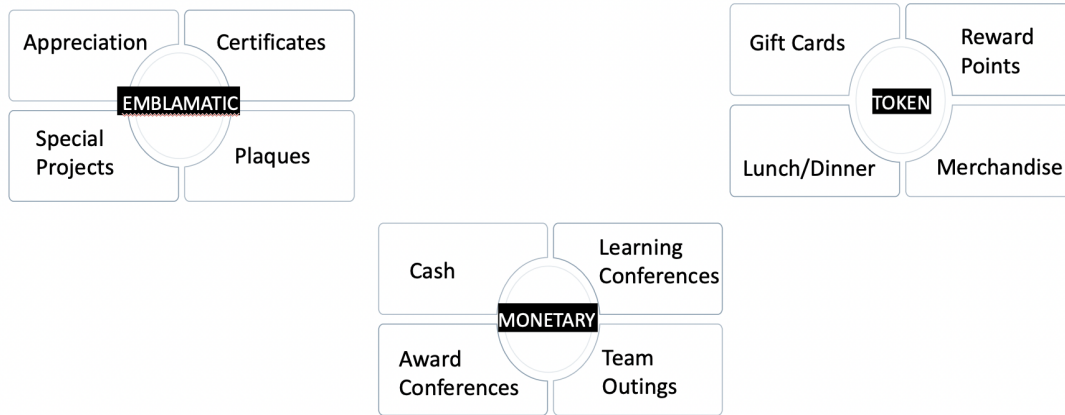 Appreciation
Certificates
EMBLAMATIC
Special
Projects
Plaques
Gift Cards
Reward
Points
TOKEN
Lunch/Dinner
Merchandise
Cash
Learning
Conferences
MONETARY
Award
Conferences
Team
Outings